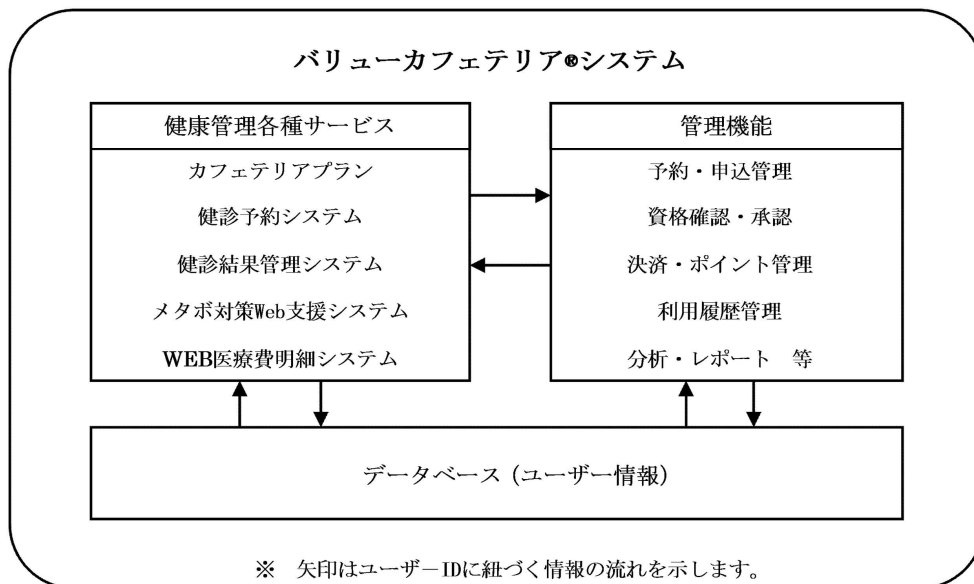 バリューカフェテリア®システム
健康管理各種サービス
カフェテリアプラン
健診予約システム
健診結果管理システム
メタボ対策Web支援システム
WEB医療費明細システム
管理機能
予約・申込管理
資格確認・承認
決済・ポイント管理
利用履歴管理
分析・レポート　等
データベース（ユーザー情報）
※　矢印はユーザーIDに紐づく情報の流れを示します。